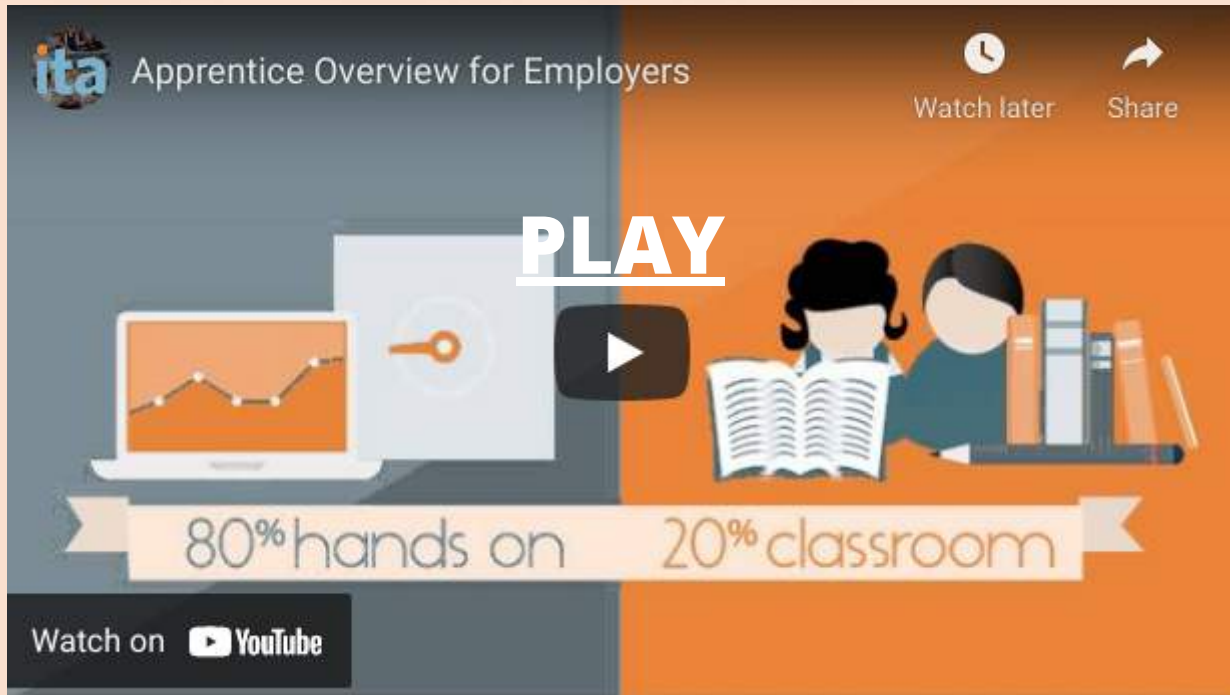 ita Apprentice Overview for Employers
Watch later
Share
PLAY
80% hands on 20% classroom
Watch on YouTube